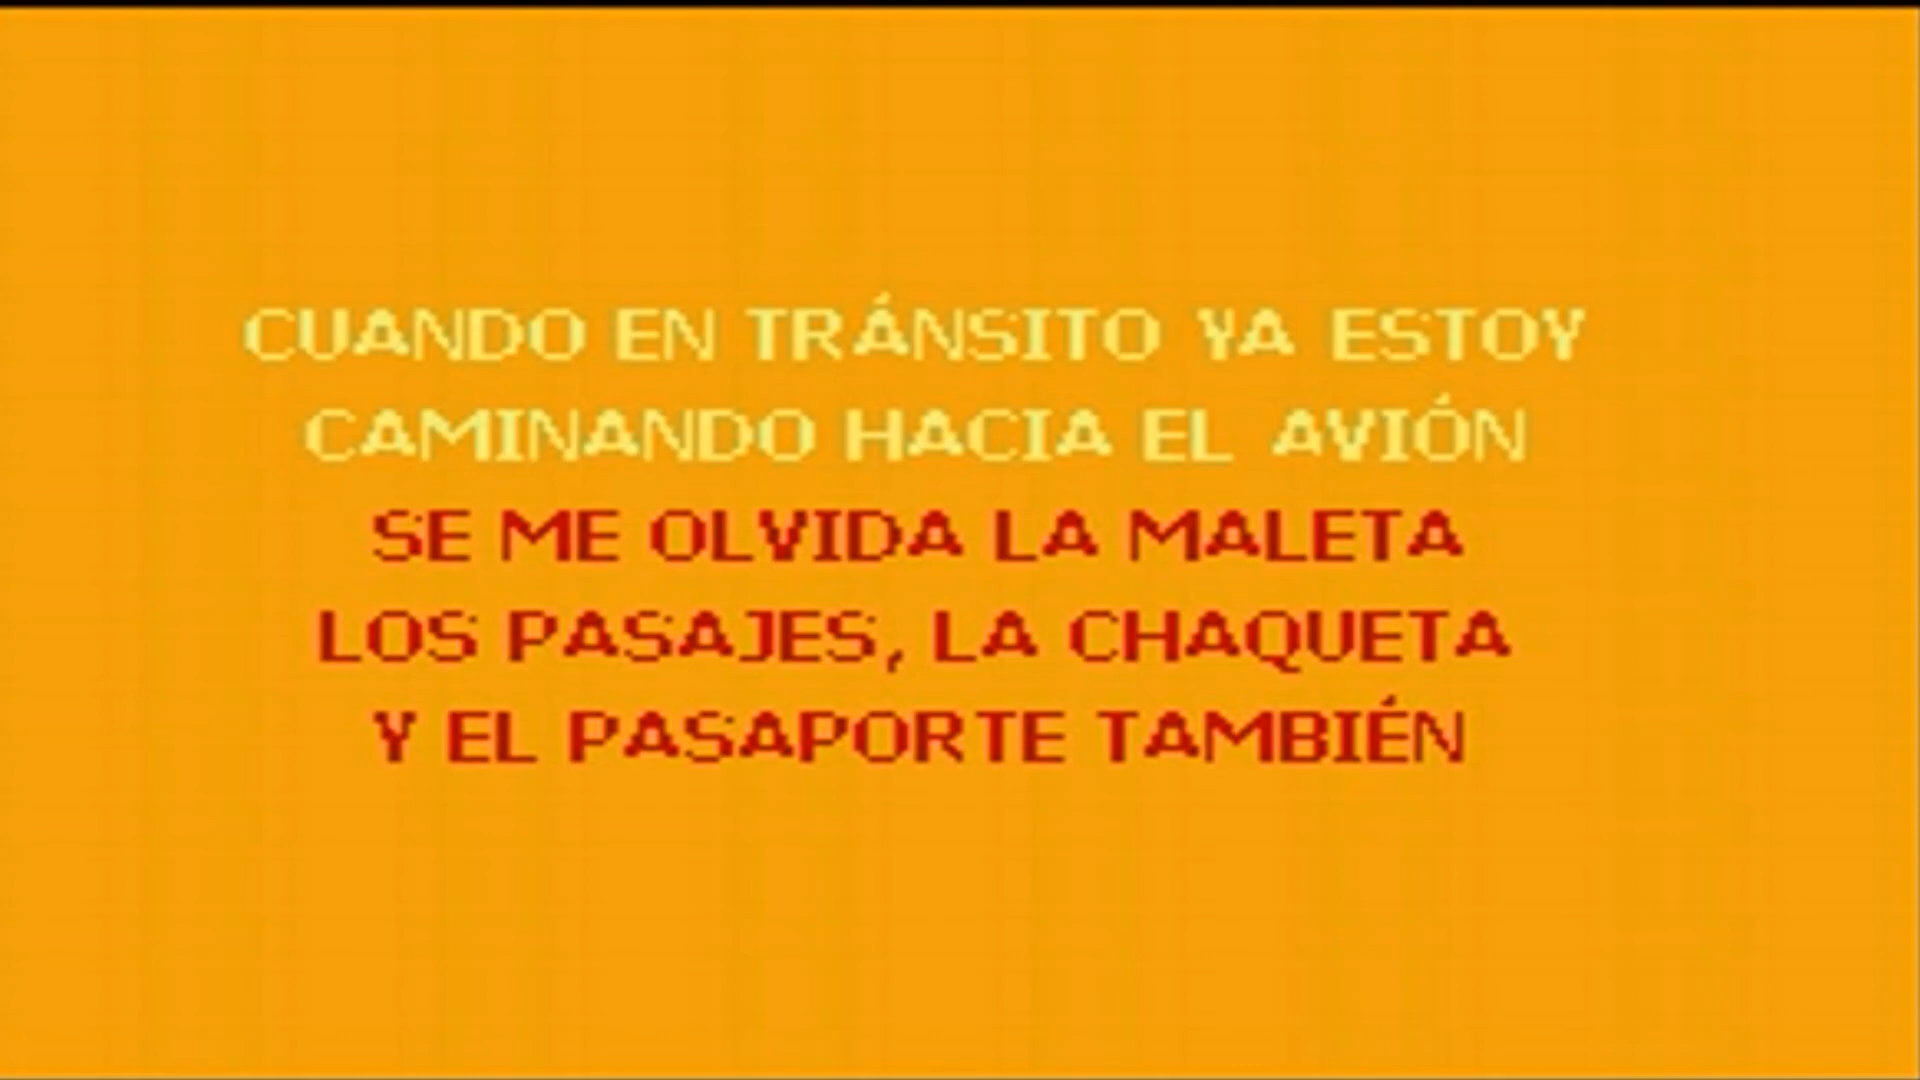 CUANDO EN TRÁNSITO YA ESTOY
CAMINANDO HACIA EL AVIÓN
SE ME OLVIDA LA MALETA
LOS PASAJES, LA CHAQUETA
Y EL PASAPORTE TAMBIÉN